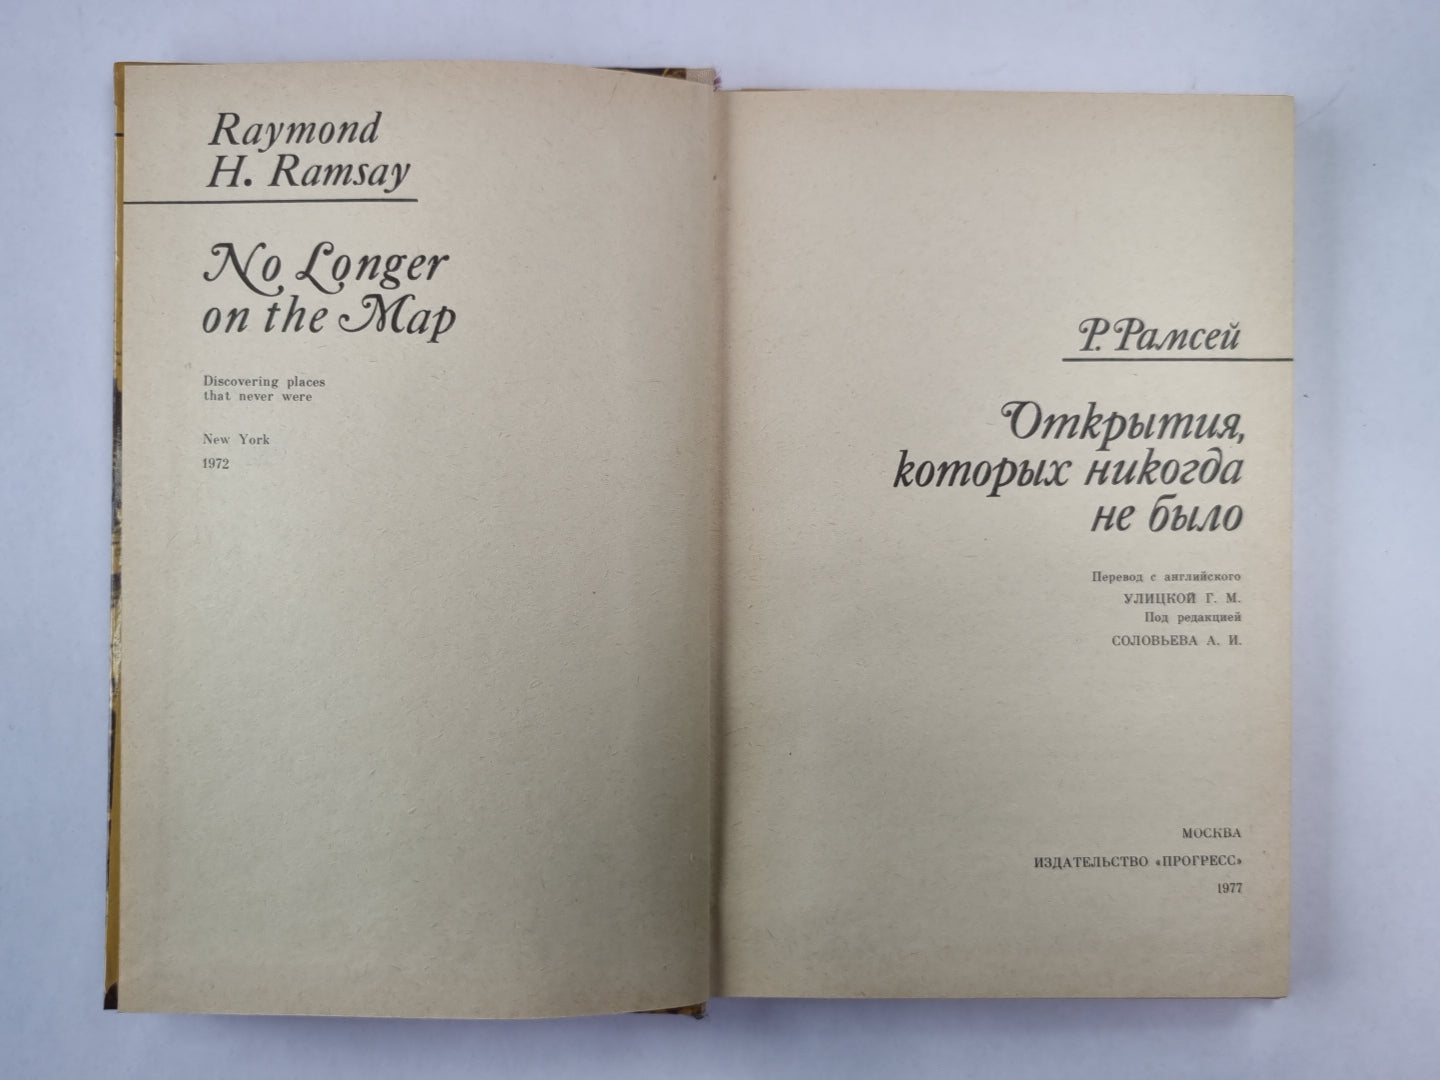 Raymond
H. Ramsay
No Longer
on the Map
Discovering places
that never were
New York
1972
Р. Рамсей
Открытия,
которых никогда
не было
Перевод с английского
УЛИЦКОЙ Г. М.
Под редакцией
СОЛОВЬЕВА А. И.
МОСКВА
ИЗДАТЕЛЬСТВО «ПРОГРЕСС»
1977